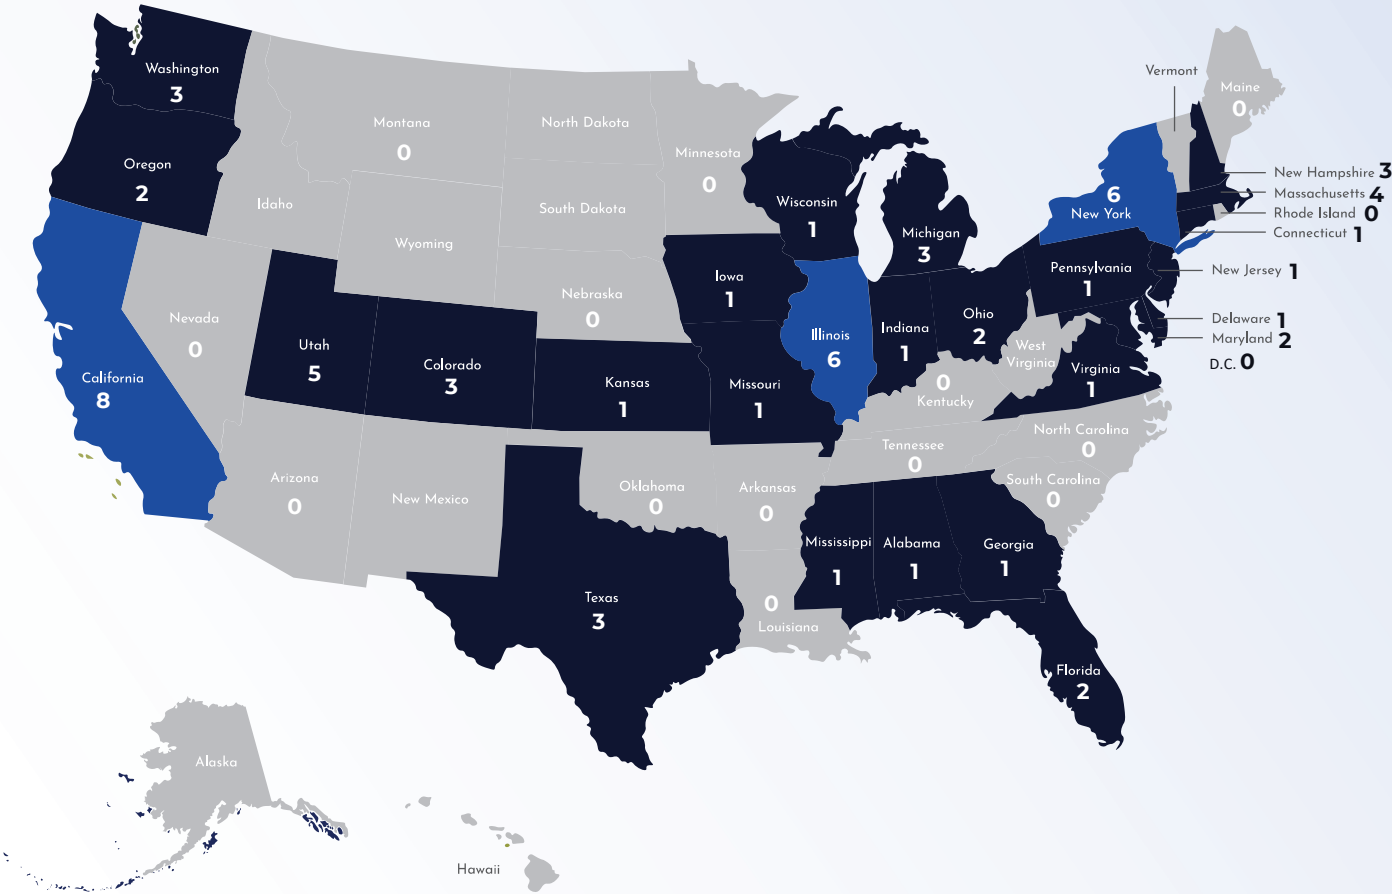 Washington
3
Oregon
2
California
8
Nevada
0
Idaho
Montana
0
Wyoming
Utah
5
Colorado
3
Arizona
0
New Mexico
North Dakota
South Dakota
Nebraska
0
Kansas
1
Oklahoma
0
Texas
3
Minnesota
0
Iowa
1
Missouri
1
Arkansas
0
0
Louisiana
Wisconsin
1
Illinois
6
Michigan
3
Indiana
1
Ohio
2
0
Kentucky
Tennessee
0
Mississippi
1
Alabama
1
Georgia
1
Florida
2
South Carolina
0
North Carolina
0
West
Virginia
Virginia
1
Pennsylvania
1
6
New York
Vermont
Maine
0
New Hampshire 3
Massachusetts 4
Rhode Island 0
Connecticut 1
New Jersey 1
Delaware 1
Maryland 2
D.C. 0
Alaska
Hawaii